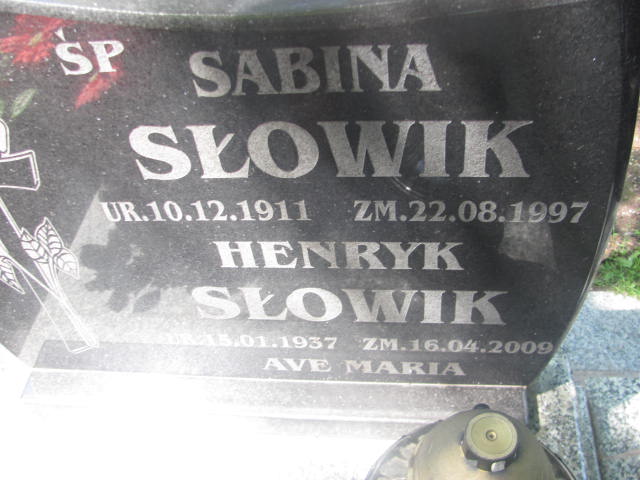 ŚP SABINA
SŁOWIK
UR.10.12.1911 ZM.22.08.1997
HENRYK
SŁOWIK
UR.15.01.1937 ZM.16.04.2009
AVE MARIA